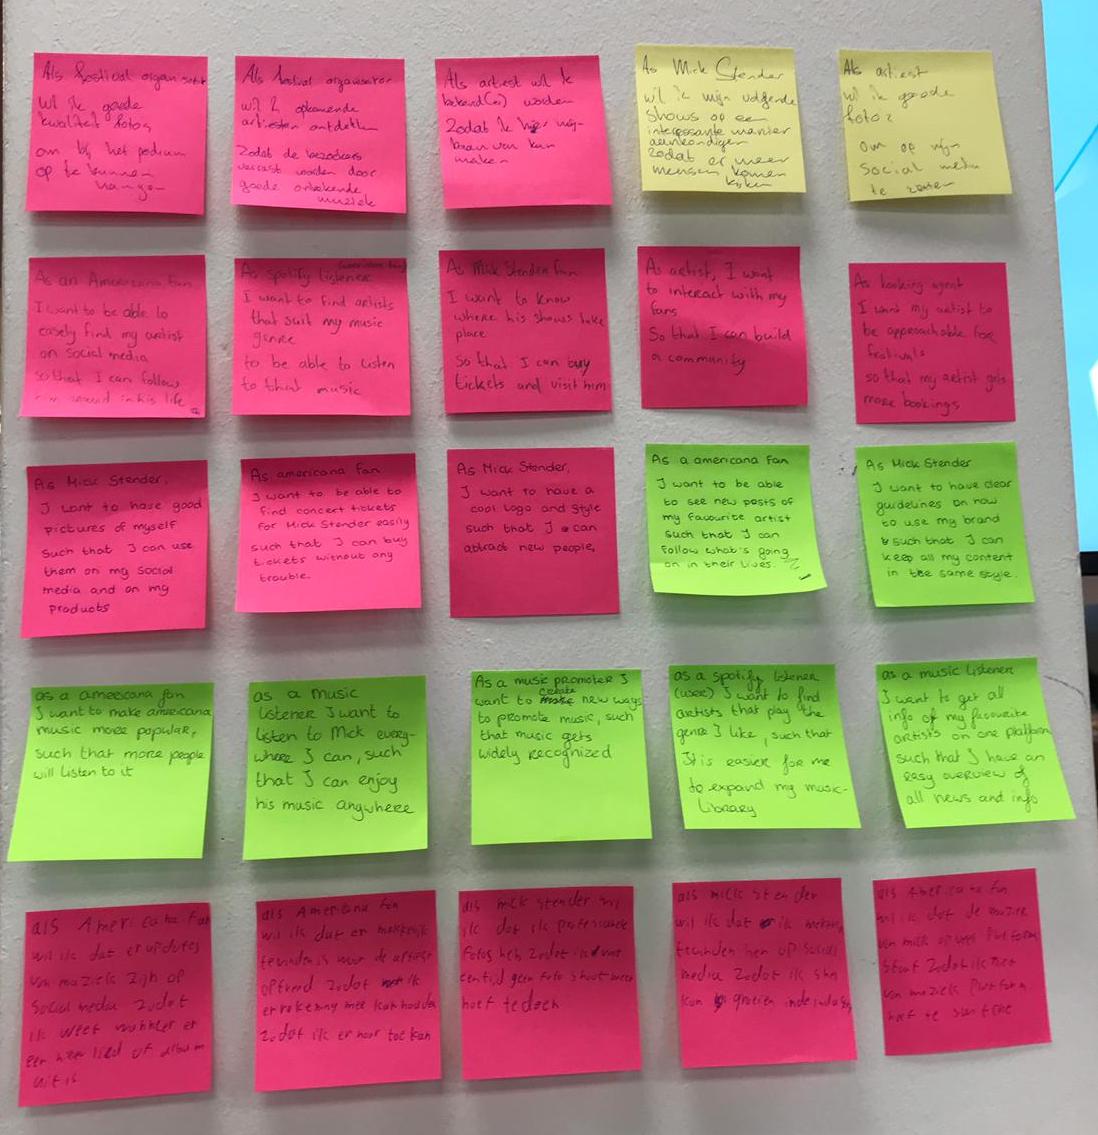 Als festival organisator
wil ik goede
kwaliteit foto's
om bij het podium
op te kunnen
hangen
Als festival organisator
wil ik opkomende
artiesten ontdekken
Zodat de bezoekers
verrast worden door
goede onbekende
muziek
Als artiest wil ik
beken(er) worden
Zodat ik hier mijn
baan van kan
maken
As Mick Stender
wil ik mijn volgende
shows op een
interessante manier
aankondigen
zodat er meer
mensen komen
kijken
Als artiest
wil ik goede
foto's
om op mijn
social media
te zetten
As an Americana fan
I want to be able to
easely find my artist
on social media
so that I can follow
him around in his life
As spotify listener
I want to find artists
that suit my music
genre
to be able to listen
to that music
As Mick Stender fan
I want to know
where his shows take
place
so that I can buy
tickets and visit him
As artist, I want
to interact with my
fans
So that I can build
a community
As booking agent
I want my artist to
be approachable for
festivals
so that my artist gets
more bookings
As Mick Stender,
I want to have good
pictures of myself
such that I can use
them on my social
media and on my
products
As americana fan
I want to be able to
find concert tickets
for Mick Stender easily
such that I can buy
tickets without any
trouble.
As Mick Stender,
I want to have a
cool logo and style
such that I can
attract new people.
As a americana fan
I want to be able
to see new posts of
my favourite artist
such that I can
follow what's going
on in their lives.
As Mick Stender
I want to have clear
guidelines on how
to use my brand
such that I can
keep all my content
in the same style.
as a americana fan
I want to make americana
music more popular,
such that more people
will listen to it
as a music
listener I want to
listen to Mick every-
where I can, such
that I can enjoy
his music anywhere
As a music promoter I
want to create new ways
to promote music, such
that music gets
widely recognized
as a spotify listener
(user) I want to find
artists that play the
genre I like, such that
It is easier for me
to expand my music-
library
as a music listener
I want to get all
info of my favourite
artists on one platform
such that I have an
easy overview of
all news and info
als Americana fan
wil ik dat er updates
van muziek zijn op
social media zodat
ik weet wanneer er
een neer lied of album
uit is
als Americana fan
wil ik dat er makkelijk
te vinden is waar de artiest
optreed zodat ik
er rekening mee kan houden
zodat ik er naar toe kan
als mick stender wil
ik dat ik professionele
fotos heb zodat ik
geen foto shoot meer
hoef te doen
als mick stender
wil ik dat ik mensen
te vinden ben op social
media zodat ik
kan groeien
als Americana fan
wil ik dat de muziek
van mick op veel platforms
staat zodat ik niet
van muziek platform
hoef te